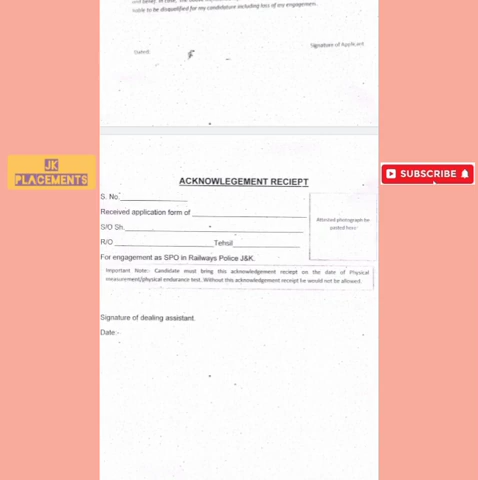 liable to be disqualified for my candidature including loss of my engagement.
Dated:
Signature of Applicant
JK
PLACEMENTS
SUBSCRIBE
ACKNOWLEGEMENT RECIEPT
S. No.
Received application form of
S/O Sh.
Attested photograph be
pasted here
R/O Tehsil
For engagement as SPO in Railways Police J&K.
Important Note:- Candidate must bring this acknowledgement reciept on the date of Physical
measurement/physical endurance test. Without this acknowledgement receipt he would not be allowed.
Signature of dealing assistant.
Date:-